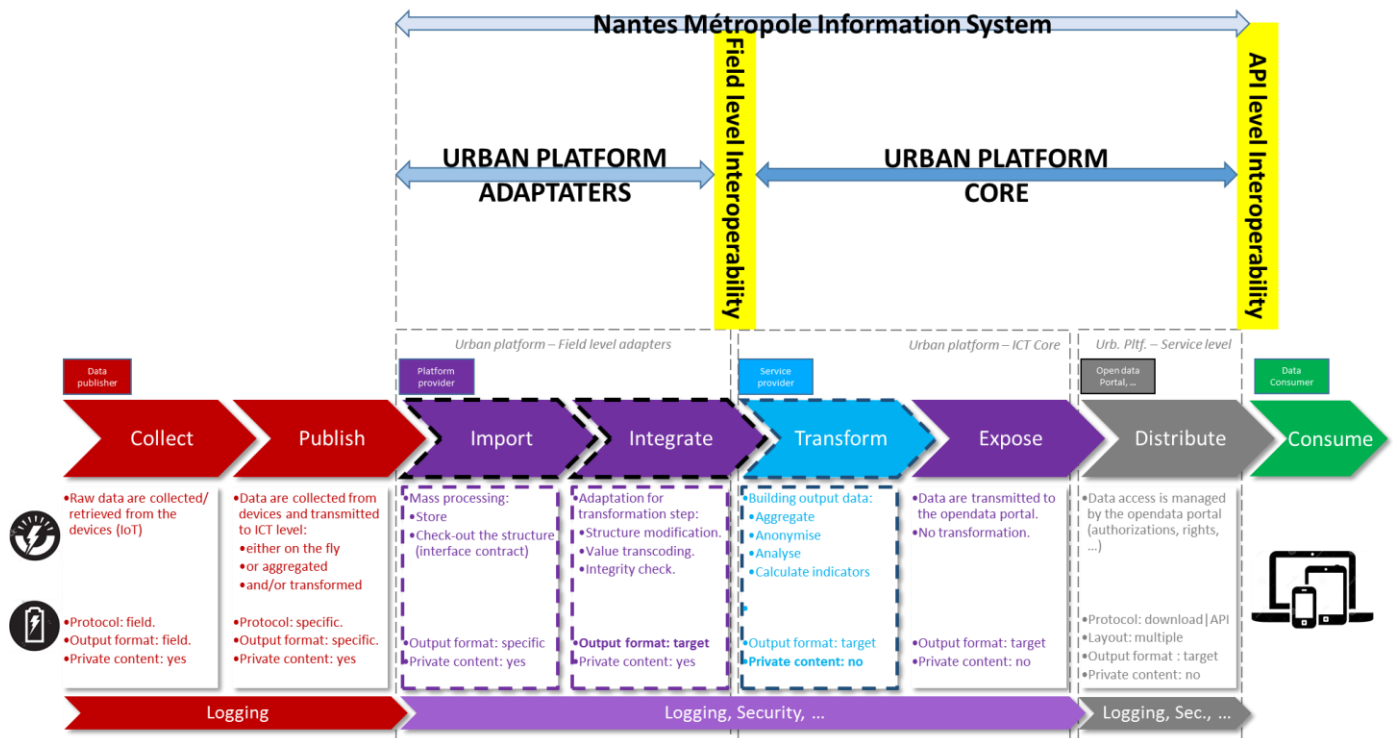 Nantes Métropole Information System
Field level Interoperability
API level Interoperability
URBAN PLATFORM
ADAPTATERS
URBAN PLATFORM
CORE
Urban platform – Field level adapters
Urban platform – ICT Core
Urb. Pltf. – Service level
Data
publisher
Platform
provider
Service
provider
Open data
Portal, ...
Data
Consumer
Collect
Publish
Import
Integrate
Transform
Expose
Distribute
Consume
•Raw data are collected/
retrieved from the
devices (IoT)
•Protocol: field.
•Output format: field.
•Private content: yes
•Data are collected from
devices and transmitted
to ICT level:
•either on the fly
•or aggregated
•and/or transformed
•Protocol: specific.
•Output format: specific.
•Private content: yes
•Mass processing:
•Store
•Check-out the structure
(interface contract)
•Output format: specific
•Private content: yes
•Adaptation for
transformation step:
•Structure modification.
•Value transcoding.
•Integrity check.
•Output format: target
•Private content: yes
•Building output data:
•Aggregate
•Anonymise
•Analyse
•Calculate indicators
•
•Output format: target
•Private content: no
•Data are transmitted to
the opendata portal.
•No transformation.
•Output format: target
•Private content: no
•Data access is managed
by the opendata portal
(authorizations, rights,
...)
•Protocol: download|API
•Layout: multiple
•Output format : target
•Private content: no
Logging
Logging, Security, ...
Logging, Sec., ...